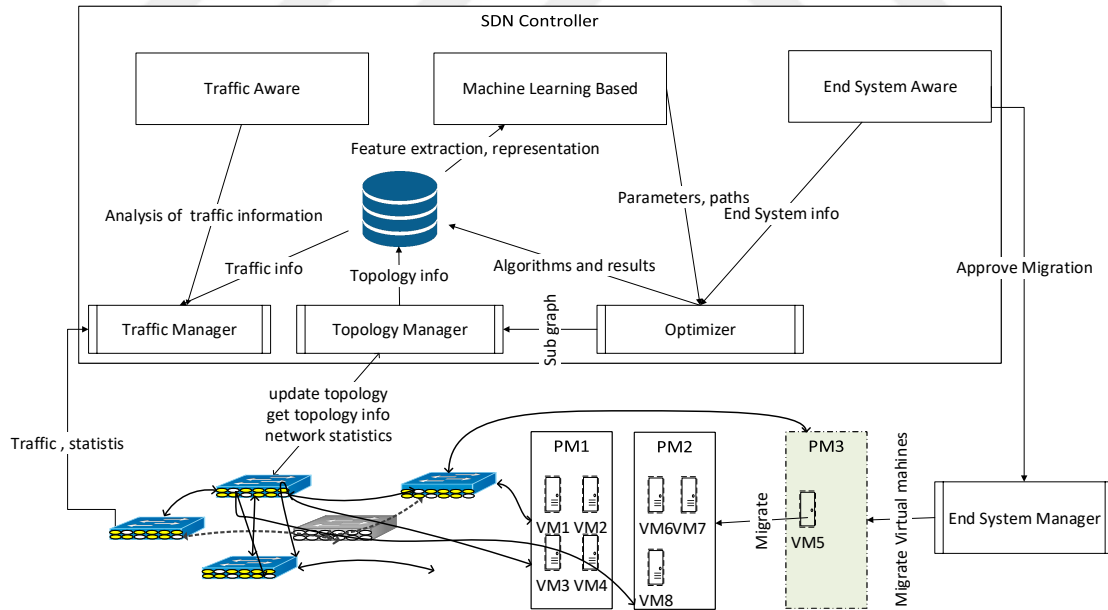 SDN Controller
Traffic Aware
Machine Learning Based
End System Aware
Feature extraction, representation
Parameters, paths
Analysis of traffic information
End System info
Traffic info
Topology info
Algorithms and results
Approve Migration
Traffic Manager
Topology Manager
Sub graph
Optimizer
update topology
get topology info
network statistics
Traffic , statistis
PM1
PM2
PM3
VM1
VM2
VM6
VM7
VM5
VM3
VM4
VM8
Migrate
Migrate Virtual mahines
End System Manager